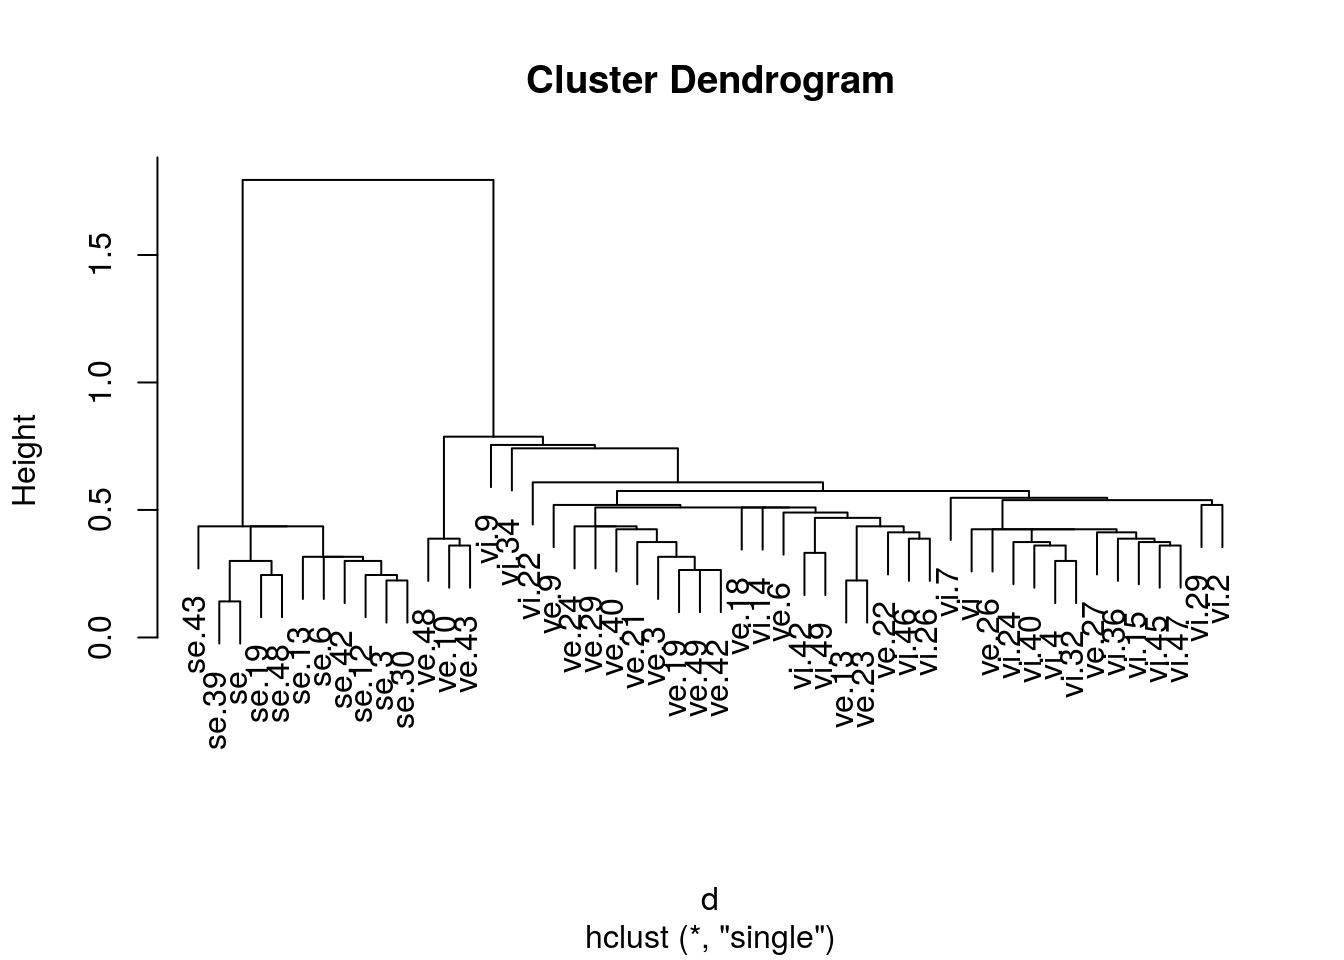 Cluster Dendrogram
Height
0.0
0.5
1.0
1.5
se.43
se.39
se
se.19
se.48
se.13
se.6
se.42
se.12
se.3
se.30
ve.48
ve.10
ve.43
vi.9
vi.34
vi.22
ve.9
ve.24
ve.29
ve.40
ve.21
ve.3
ve.19
ve.49
ve.42
ve.18
vi.14
ve.6
vi.42
vi.49
ve.13
ve.23
ve.22
vi.46
vi.26
vi.7
vi
ve.26
vi.24
vi.40
vi.4
vi.32
ve.27
vi.36
vi.15
vi.45
vi.47
vi.29
vi.2
d
hclust (*, "single")